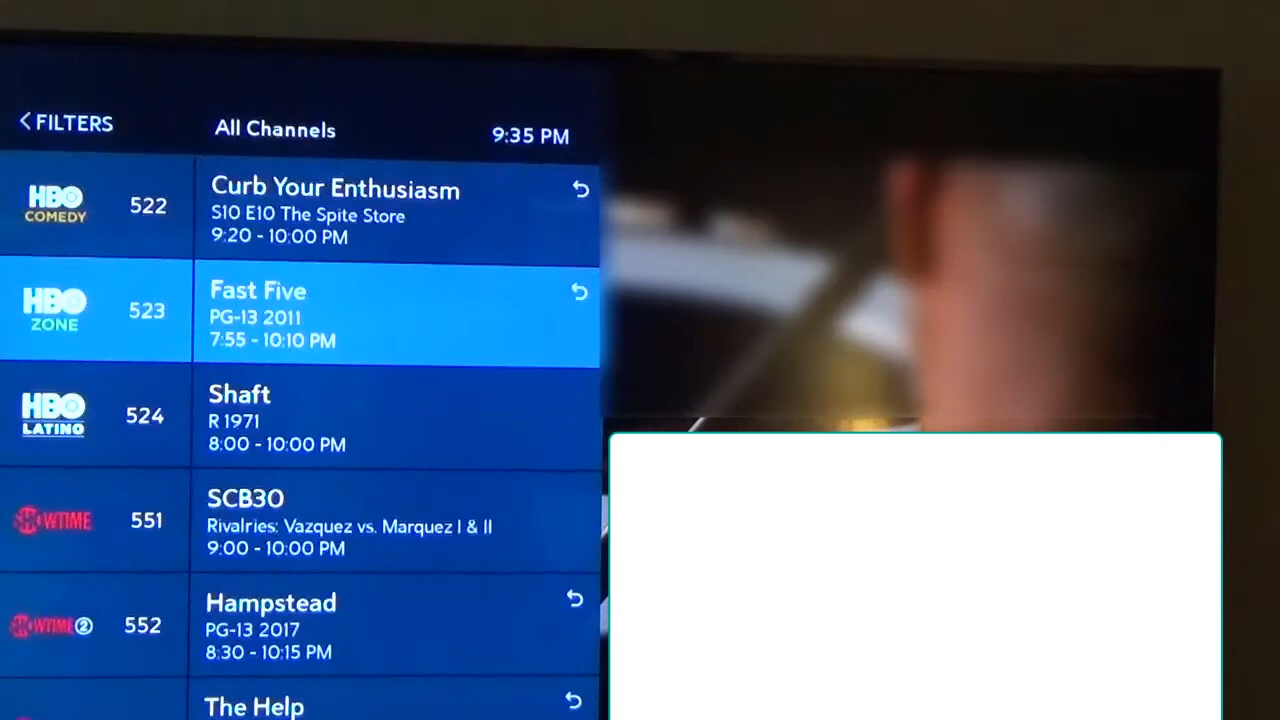 FILTERS
All Channels
9:35 PM
HBO
COMEDY
522
Curb Your Enthusiasm
S10 E10 The Spite Store
9:20 - 10:00 PM
HBO
ZONE
523
Fast Five
PG-13 2011
7:55 - 10:10 PM
HBO
LATINO
524
Shaft
R 1971
8:00 - 10:00 PM
SHOWTIME
551
SCB30
Rivalries: Vazquez vs. Marquez I & II
9:00 - 10:00 PM
SHOWTIME 2
552
Hampstead
PG-13 2017
8:30 - 10:15 PM
The Help